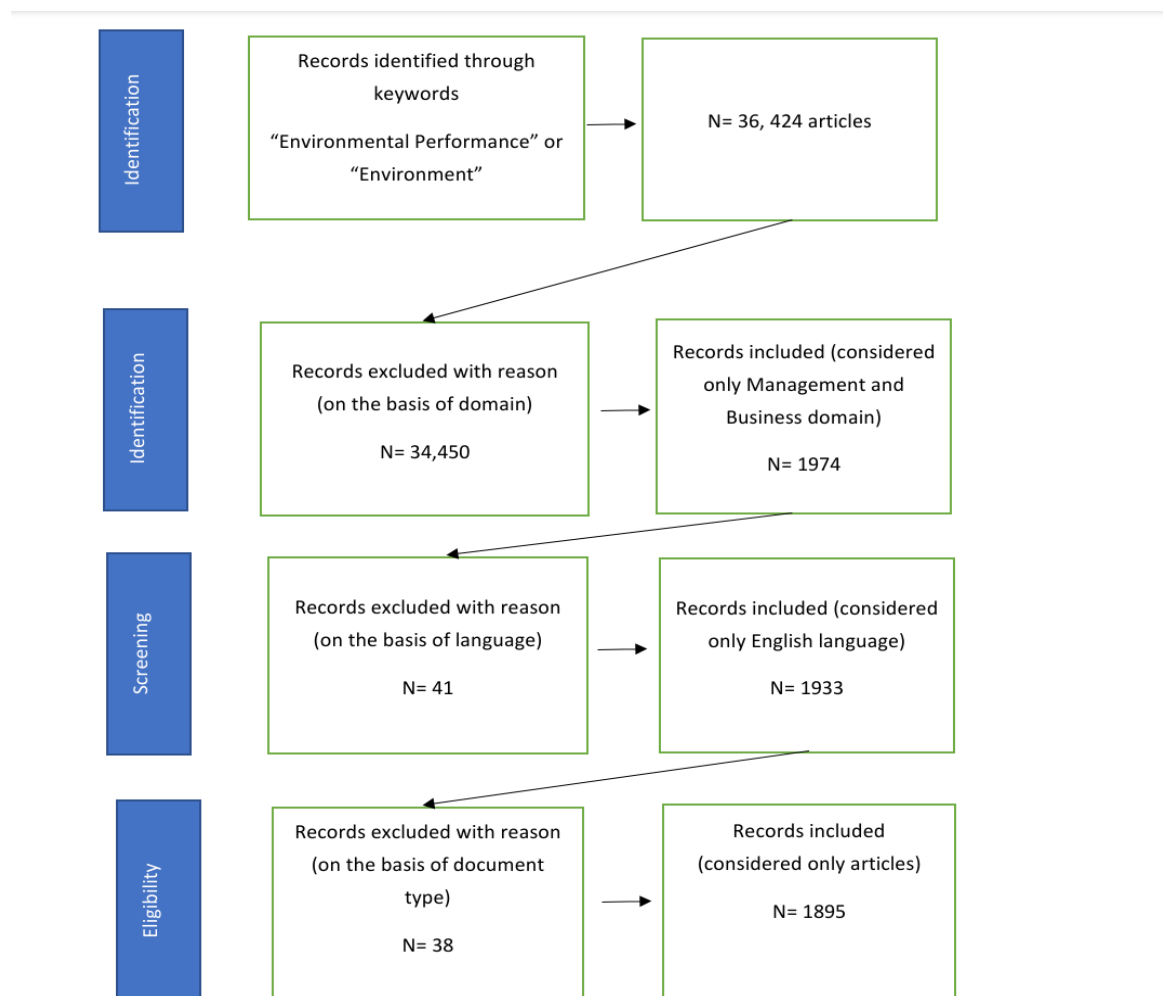 Identification
Records identified through
keywords
“Environmental Performance” or
“Environment”
N= 36, 424 articles
Identification
Records excluded with reason
(on the basis of domain)
N= 34,450
Records included (considered
only Management and
Business domain)
N= 1974
Screening
Records excluded with reason
(on the basis of language)
N= 41
Records included (considered
only English language)
N= 1933
Eligibility
Records excluded with reason
(on the basis of document
type)
N= 38
Records included
(considered only articles)
N= 1895